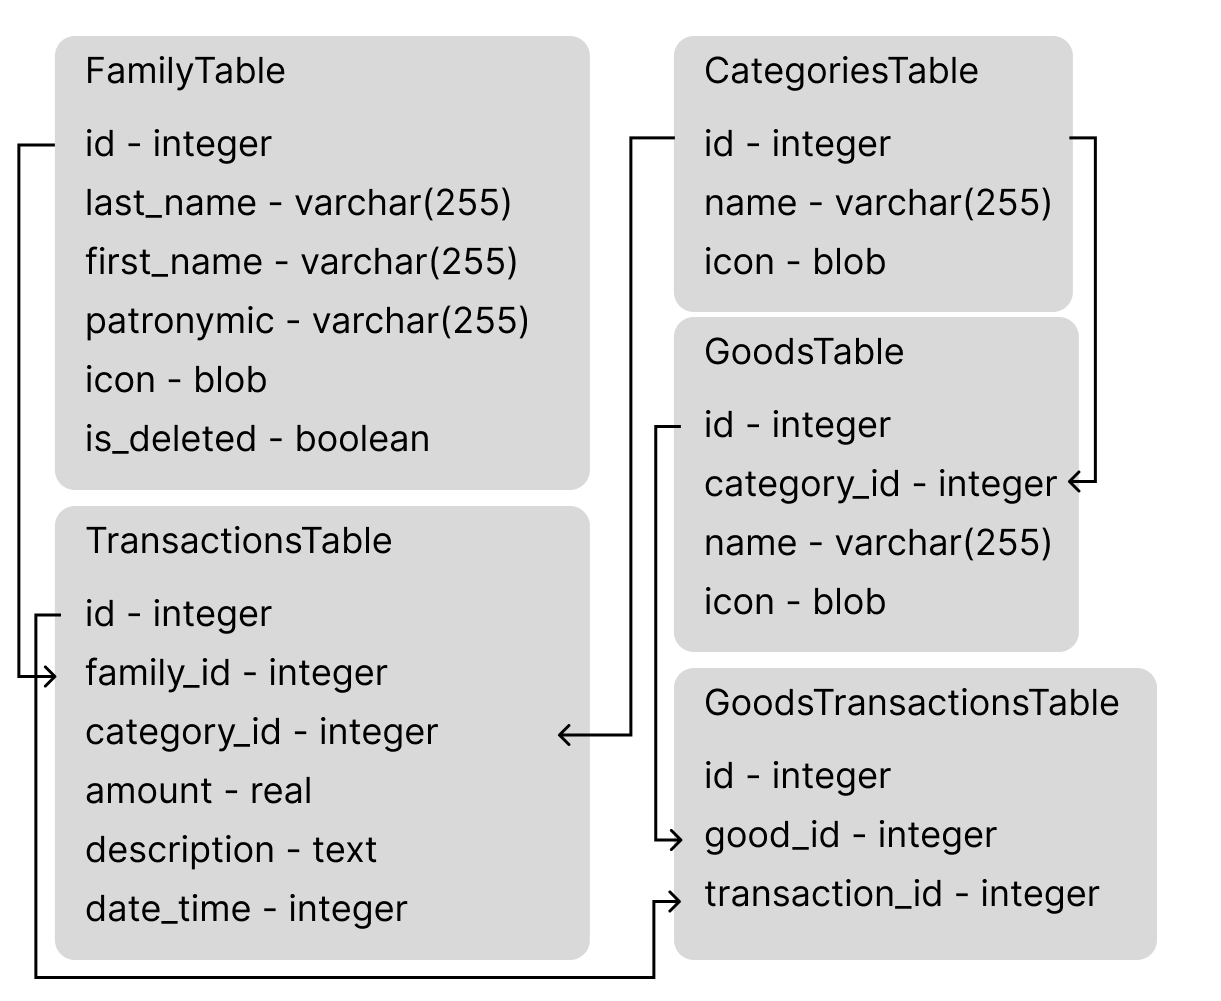 FamilyTable
id - integer
last_name - varchar(255)
first_name - varchar(255)
patronymic - varchar(255)
icon - blob
is_deleted - boolean
TransactionsTable
id - integer
family_id - integer
category_id - integer
amount - real
description - text
date_time - integer
CategoriesTable
id - integer
name - varchar(255)
icon - blob
GoodsTable
id - integer
category_id - integer
name - varchar(255)
icon - blob
GoodsTransactionsTable
id - integer
good_id - integer
transaction_id - integer